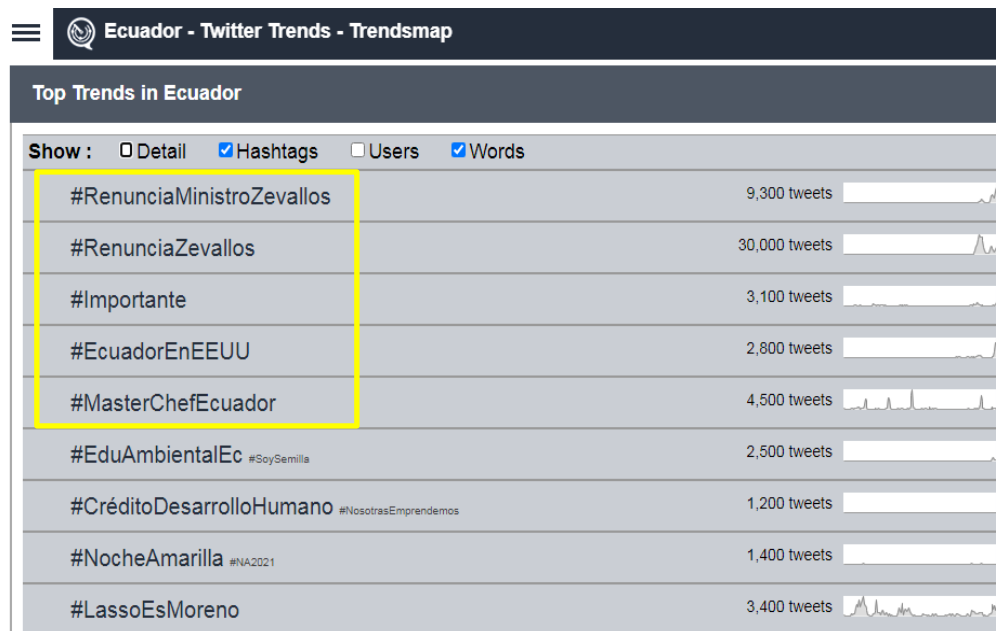 Ecuador - Twitter Trends - Trendsmap
Top Trends in Ecuador
Show : Detail Hashtags Users Words
#RenunciaMinistroZevallos 9,300 tweets
#RenunciaZevallos 30,000 tweets
#Importante 3,100 tweets
#EcuadorEnEEUU 2,800 tweets
#MasterChefEcuador 4,500 tweets
#EduAmbientalEc #SoySemilla 2,500 tweets
#CréditoDesarrolloHumano #NosotrasEmprendemos 1,200 tweets
#NocheAmarilla #NA2021 1,400 tweets
#LassoEsMoreno 3,400 tweets